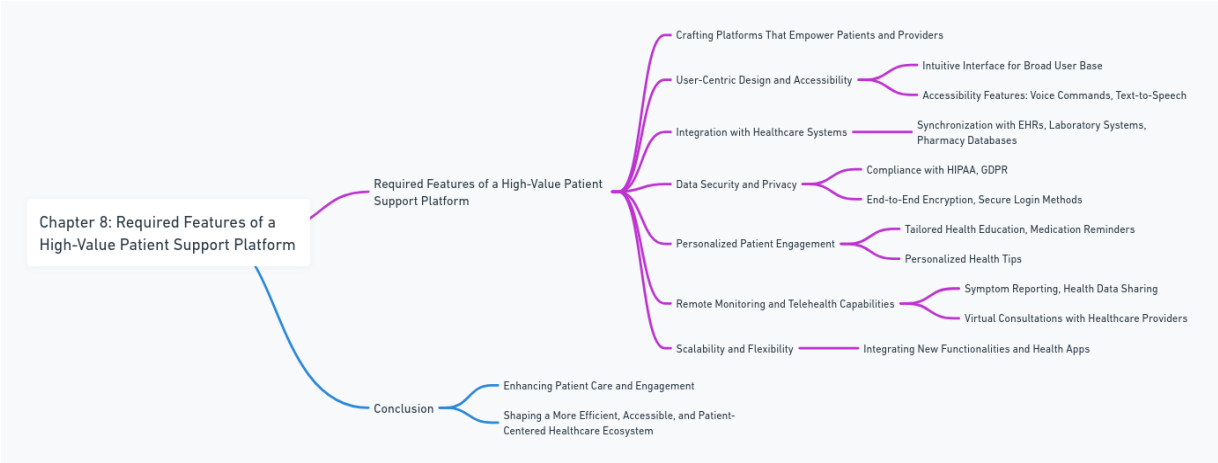 Chapter 8: Required Features of a
High-Value Patient Support Platform
Required Features of a High-Value Patient
Support Platform
Crafting Platforms That Empower Patients and Providers
User-Centric Design and Accessibility
Intuitive Interface for Broad User Base
Accessibility Features: Voice Commands, Text-to-Speech
Integration with Healthcare Systems
Synchronization with EHRs, Laboratory Systems,
Pharmacy Databases
Data Security and Privacy
Compliance with HIPAA, GDPR
End-to-End Encryption, Secure Login Methods
Personalized Patient Engagement
Tailored Health Education, Medication Reminders
Personalized Health Tips
Remote Monitoring and Telehealth Capabilities
Symptom Reporting, Health Data Sharing
Virtual Consultations with Healthcare Providers
Scalability and Flexibility
Integrating New Functionalities and Health Apps
Conclusion
Enhancing Patient Care and Engagement
Shaping a More Efficient, Accessible, and Patient-
Centered Healthcare Ecosystem